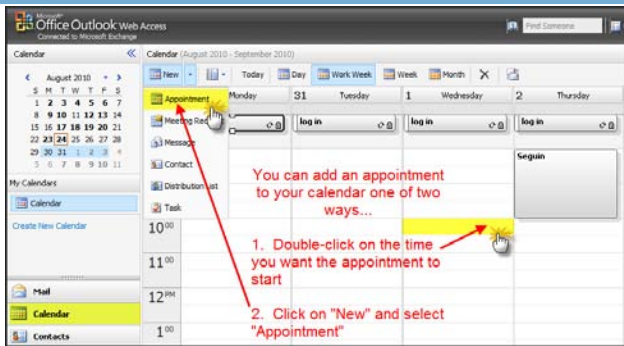 Microsoft
Office Outlook Web Access
Connected to Microsoft Exchange
Find Someone
Calendar
Calendar (August 2010 - September 2010)
August 2010
New Today Day Work Week Week Month
S M T W T F S
1 2 3 4 5 6 7
8 9 10 11 12 13 14
15 16 17 18 19 20 21
22 23 24 25 26 27 28
29 30 31 1 2 3 4
5 6 7 8 9 10 11
Appointment
Meeting Req
Message
Contact
Distribution List
Task
Monday 31 Tuesday 1 Wednesday 2 Thursday
log in log in log in
Seguin
My Calendars
Calendar
Create New Calendar
Mail
Calendar
Contacts
10 00
11 00
12 PM
1 00
You can add an appointment
to your calendar one of two
ways...
1. Double-click on the time
you want the appointment to
start
2. Click on "New" and select
"Appointment"